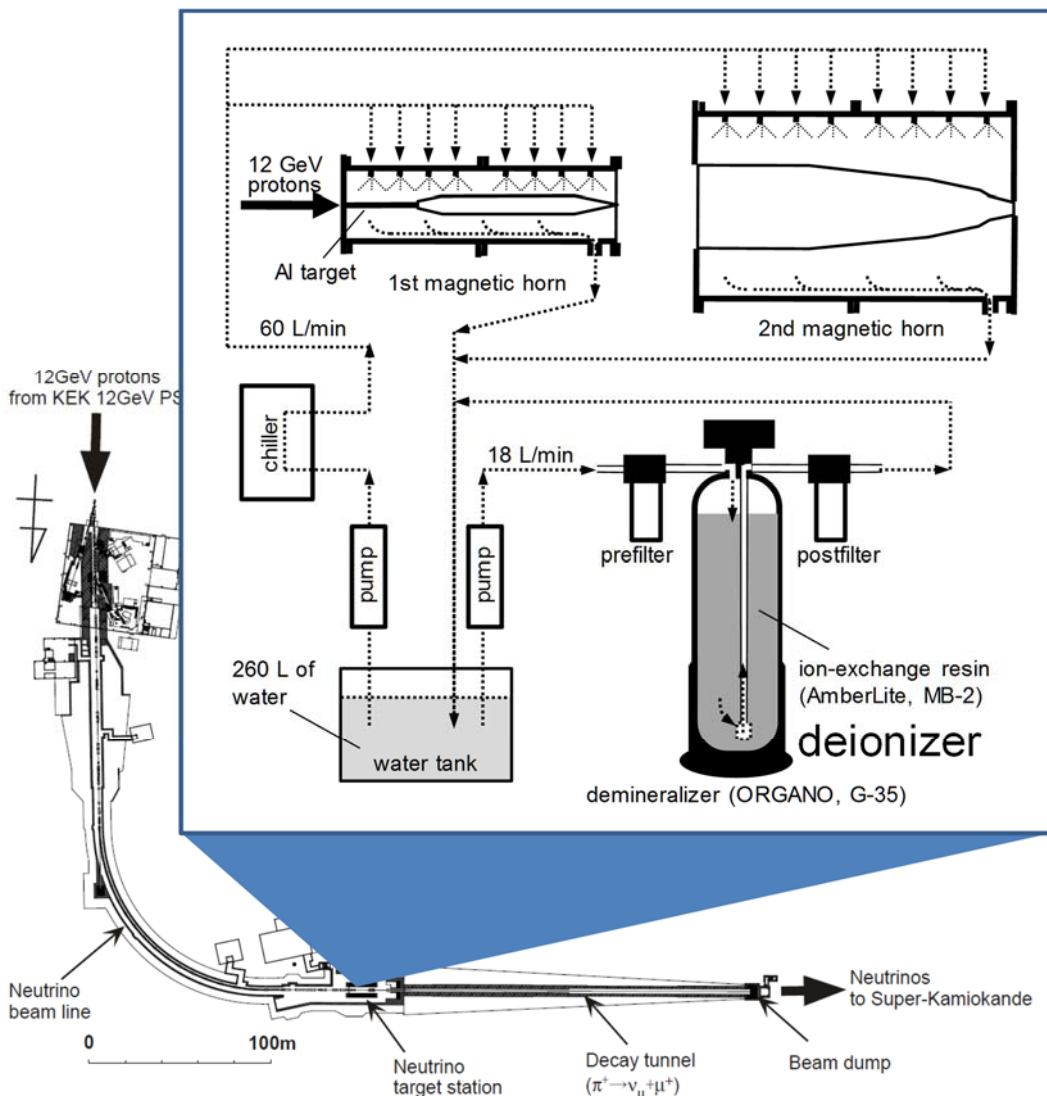 12 GeV
protons
Al target
1st magnetic horn
2nd magnetic horn
60 L/min
12GeV protons
from KEK 12GeV PS
chiller
18 L/min
pump
pump
prefilter
postfilter
260 L of
water
water tank
ion-exchange resin
(AmberLite, MB-2)
deionizer
demineralizer (ORGANO, G-35)
Neutrino
beam line
0
100m
Neutrino
target station
Decay tunnel
(π⁺→νμ+μ⁺)
Beam dump
Neutrinos
to Super-Kamiokande